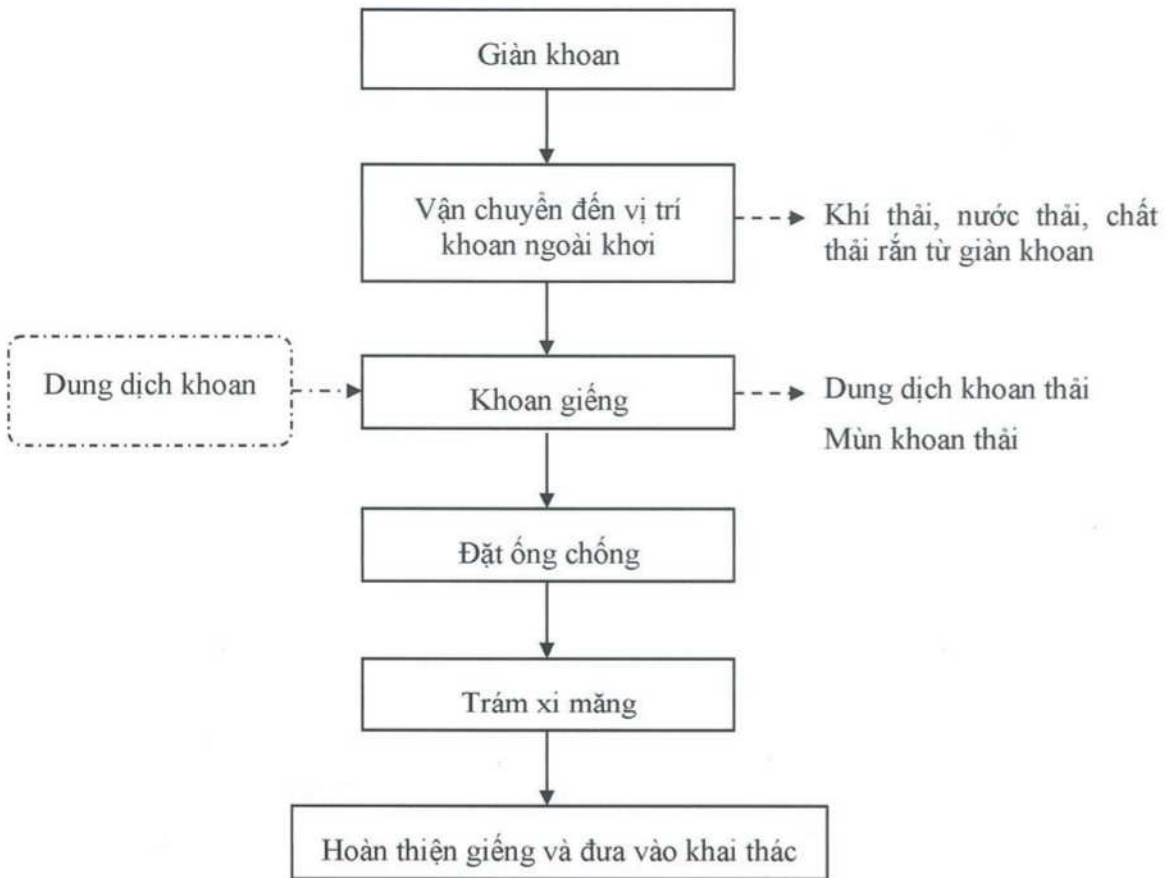 Giàn khoan
Vận chuyển đến vị trí
khoan ngoài khơi
Khí thải, nước thải, chất
thải rắn từ giàn khoan
Dung dịch khoan
Khoan giếng
Dung dịch khoan thải
Mùn khoan thải
Đặt ống chống
Trám xi măng
Hoàn thiện giếng và đưa vào khai thác